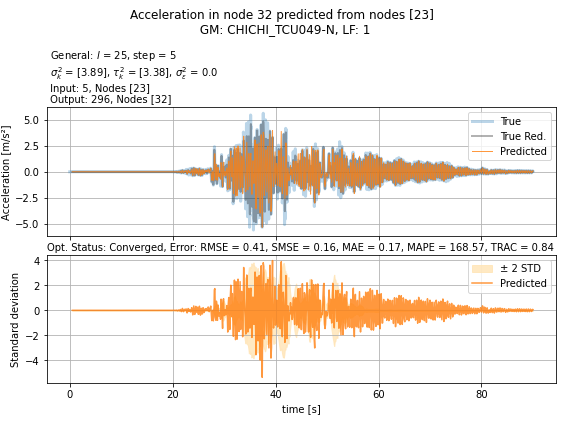 Acceleration in node 32 predicted from nodes [23]
GM: CHICHI_TCU049-N, LF: 1
General: l = 25, step = 5
σ²ₖ = [3.89], τ²ₖ = [3.38], σ²ε = 0.0
Input: 5, Nodes [23]
Output: 296, Nodes [32]
Acceleration [m/s²]
5.0
2.5
0.0
−2.5
−5.0
True
True Red.
Predicted
Opt. Status: Converged, Error: RMSE = 0.41, SMSE = 0.16, MAE = 0.17, MAPE = 168.57, TRAC = 0.84
Standard deviation
4
2
0
−2
−4
± 2 STD
Predicted
0
20
40
60
80
time [s]